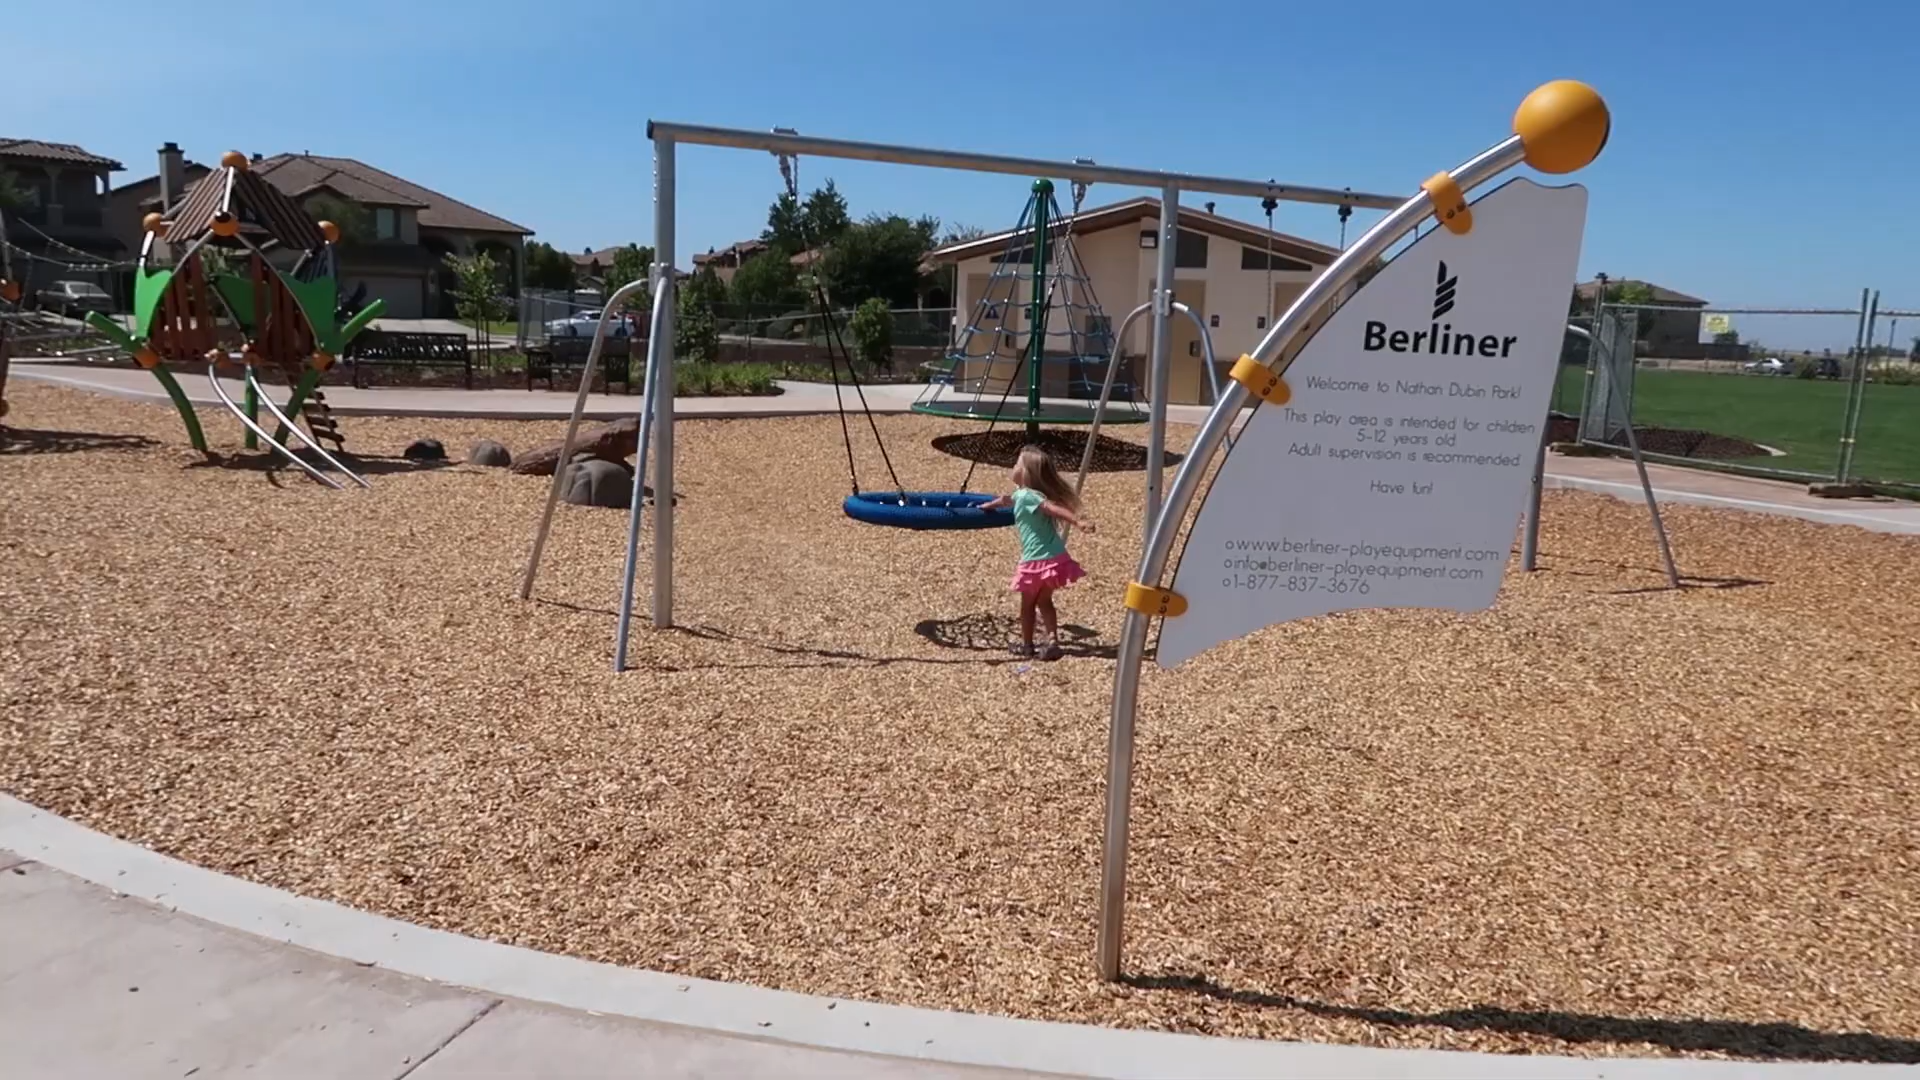 Berliner
Welcome to Nathan Dubin Park!
This play area is intended for children
5-12 years old
Adult supervision is recommended.
Have fun!
www.berliner-playequipment.com
info@berliner-playequipment.com
1-877-837-3676